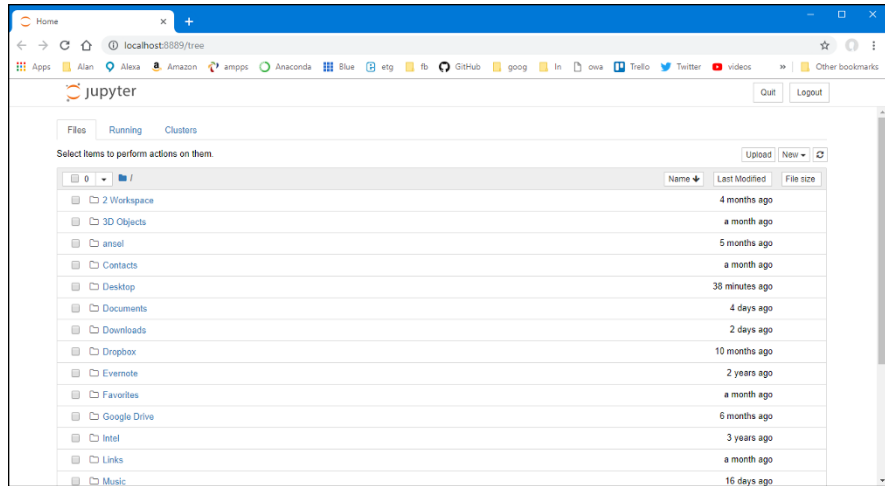 Home
localhost:8889/tree
Apps Alan Alexa Amazon ampps Anaconda Blue etg fb GitHub goog In owa Trello Twitter videos » Other bookmarks
jupyter Quit Logout
Files Running Clusters
Select items to perform actions on them. Upload New
0 / Name Last Modified File size
2 Workspace 4 months ago
3D Objects a month ago
ansel 5 months ago
Contacts a month ago
Desktop 38 minutes ago
Documents 4 days ago
Downloads 2 days ago
Dropbox 10 months ago
Evernote 2 years ago
Favorites a month ago
Google Drive 6 months ago
Intel 3 years ago
Links a month ago
Music 16 days ago